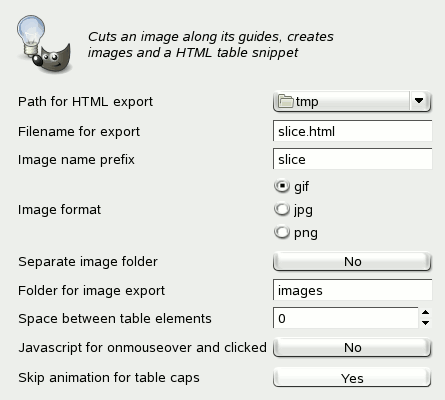 Cuts an image along its guides, creates
images and a HTML table snippet
Path for HTML export
tmp
Filename for export
slice.html
Image name prefix
slice
Image format
gif
jpg
png
Separate image folder
No
Folder for image export
images
Space between table elements
0
Javascript for onmouseover and clicked
No
Skip animation for table caps
Yes